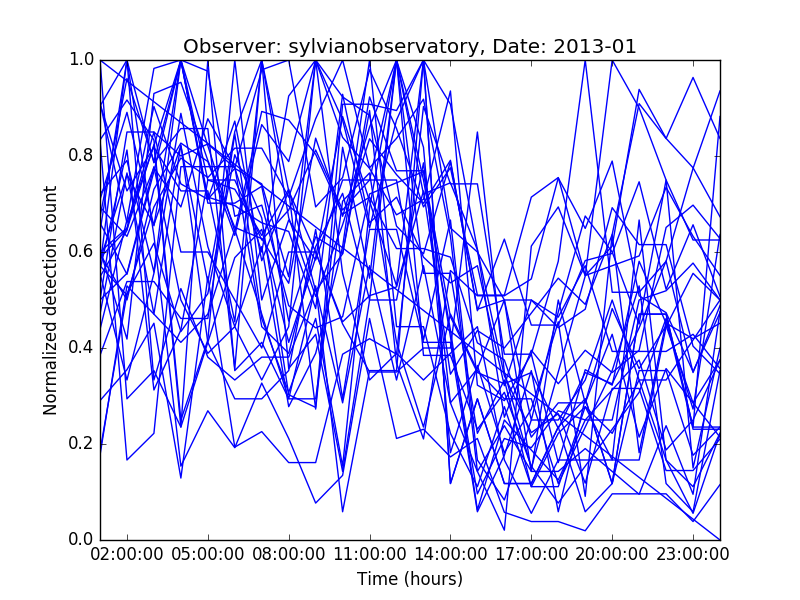 Observer: sylvianobservatory, Date: 2013-01
1.0
0.8
0.6
0.4
0.2
0.0
Normalized detection count
02:00:00 05:00:00 08:00:00 11:00:00 14:00:00 17:00:00 20:00:00 23:00:00
Time (hours)